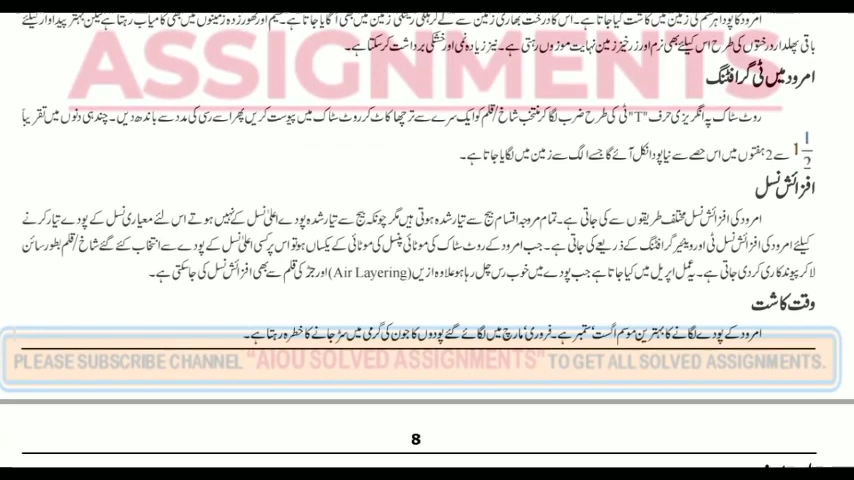 امرود کا پودا ہر قسم کی زمین میں کاشت کیا جاتا ہے۔ اس کا درخت بھاری زمین سے لے کر ہلکی ریتلی زمین میں بھی اگایا جاتا ہے۔ سیم اور تھور زدہ زمینوں میں بھی کامیاب رہتا ہے لیکن بہتر پیداوار کیلئے
باقی پھلدار درختوں کی طرح اس کیلئے بھی نرم اور زرخیز زمین نہایت موزوں رہتی ہے۔ نیز زیادہ نمی اور خشکی برداشت کر سکتا ہے۔
ASSIGNMENTS
امرود میں ٹی گرافٹنگ
روٹ سٹاک پہ انگریزی حرف "T" ٹی کی طرح ضرب لگا کر منتخب شاخ/قلم کو ایک سرے سے ترچھا کاٹ کر روٹ سٹاک میں پیوست کریں پھر اسے رسی کی مدد سے باندھ دیں۔ چند ہی دنوں میں تقریباً
1 1/2 سے 2 ہفتوں میں اس حصے سے نیا پودا نکل آئے گا جسے الگ سے زمین میں لگایا جاتا ہے۔
افزائش نسل
امرود کی افزائش نسل مختلف طریقوں سے کی جاتی ہے۔ تمام مروجہ اقسام بیج سے تیار شدہ ہوتی ہیں مگر چونکہ بیج سے تیار شدہ پودے اعلیٰ نسل کے نہیں ہوتے اس لئے معیاری نسل کے پودے تیار کرنے
کیلئے امرود کی افزائش نسل ٹی اور وینیئر گرافٹنگ کے ذریعے کی جاتی ہے۔ جب امرود کے روٹ سٹاک کی موٹائی پنسل کی موٹائی کے یکساں ہو تو اس پر کسی اعلیٰ نسل کے پودے سے انتخاب کئے گئے شاخ/قلم بطور سائن
لا کر پیوند کاری کر دی جاتی ہے۔ یہ عمل اپریل میں کیا جاتا ہے جب پودے میں خوب رس چل رہا ہو علاوہ ازیں (Air Layering) اور جڑ کی قلم سے بھی افزائش نسل کی جا سکتی ہے۔
وقت کاشت
امرود کے پودے لگانے کا بہترین موسم اگست' ستمبر ہے۔ فروری' مارچ میں لگائے گئے پودوں کا جون کی گرمی میں سڑ جانے کا خطرہ رہتا ہے۔
PLEASE SUBSCRIBE CHANNEL "AIOU SOLVED ASSIGNMENTS" TO GET ALL SOLVED ASSIGNMENTS.
8